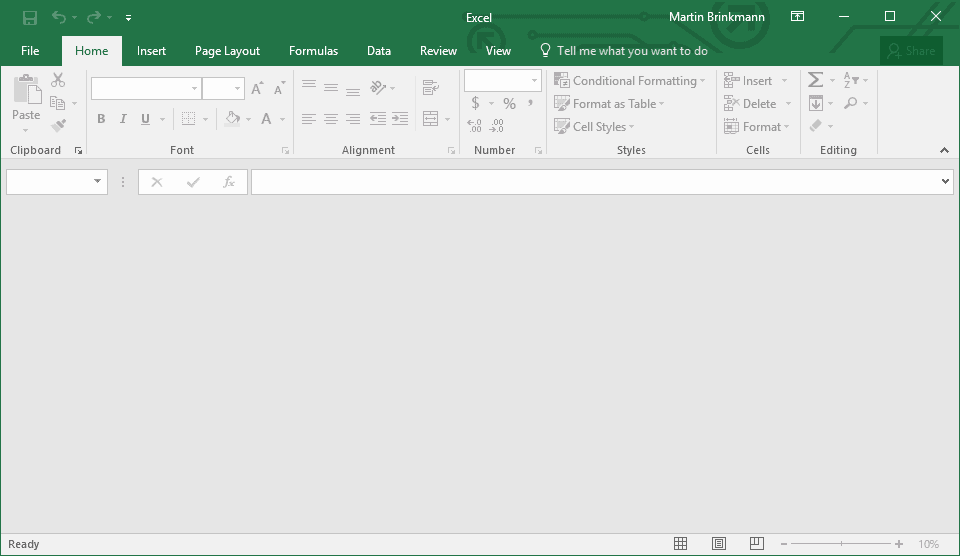 Excel
Martin Brinkmann
File Home Insert Page Layout Formulas Data Review View Tell me what you want to do Share
Paste
B I U A A A
$ % ,
←.0 .00
.00 →.0
Conditional Formatting
Format as Table
Cell Styles
Insert
Delete
Format
Σ A Z
Clipboard Font Alignment Number Styles Cells Editing
fx
Ready 10%